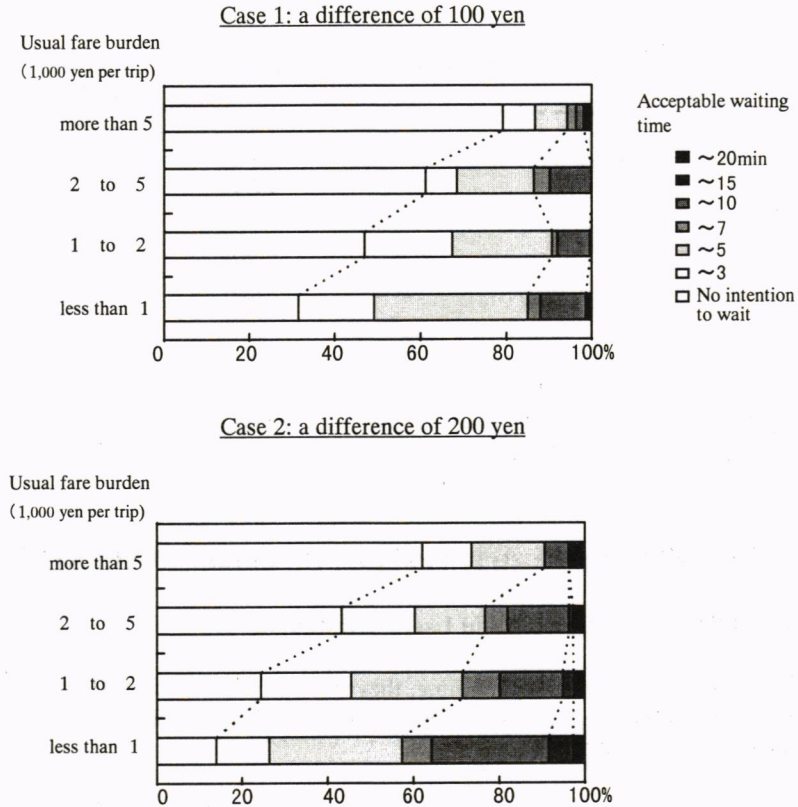 Case 1: a difference of 100 yen
Usual fare burden
(1,000 yen per trip)
more than 5
2 to 5
1 to 2
less than 1
0 20 40 60 80 100%
Acceptable waiting
time
~20min
~15
~10
~7
~5
~3
No intention
to wait
Case 2: a difference of 200 yen
Usual fare burden
(1,000 yen per trip)
more than 5
2 to 5
1 to 2
less than 1
0 20 40 60 80 100%